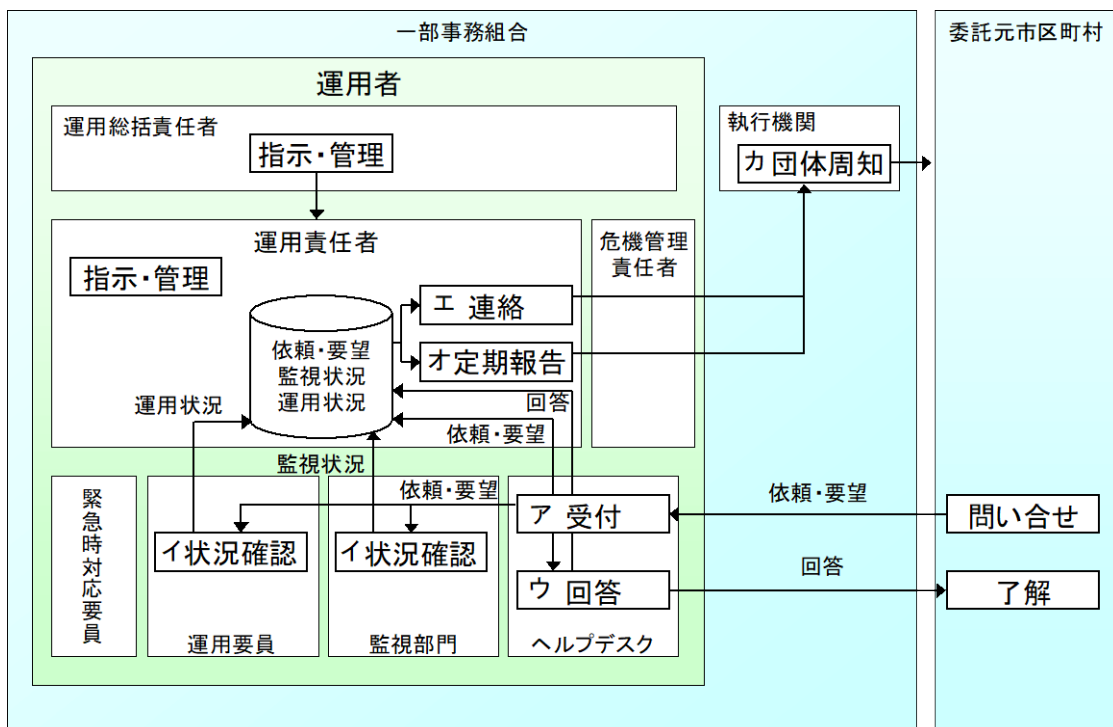 一部事務組合
委託元市区町村
運用者
運用総括責任者
指示・管理
執行機関
カ 団体周知
運用責任者
危機管理
責任者
指示・管理
エ 連絡
オ定期報告
依頼・要望
監視状況
運用状況
運用状況
回答
依頼・要望
監視状況
緊急時対応要員
依頼・要望
ア 受付
依頼・要望
問い合せ
イ状況確認
イ状況確認
ウ 回答
回答
了解
運用要員
監視部門
ヘルプデスク